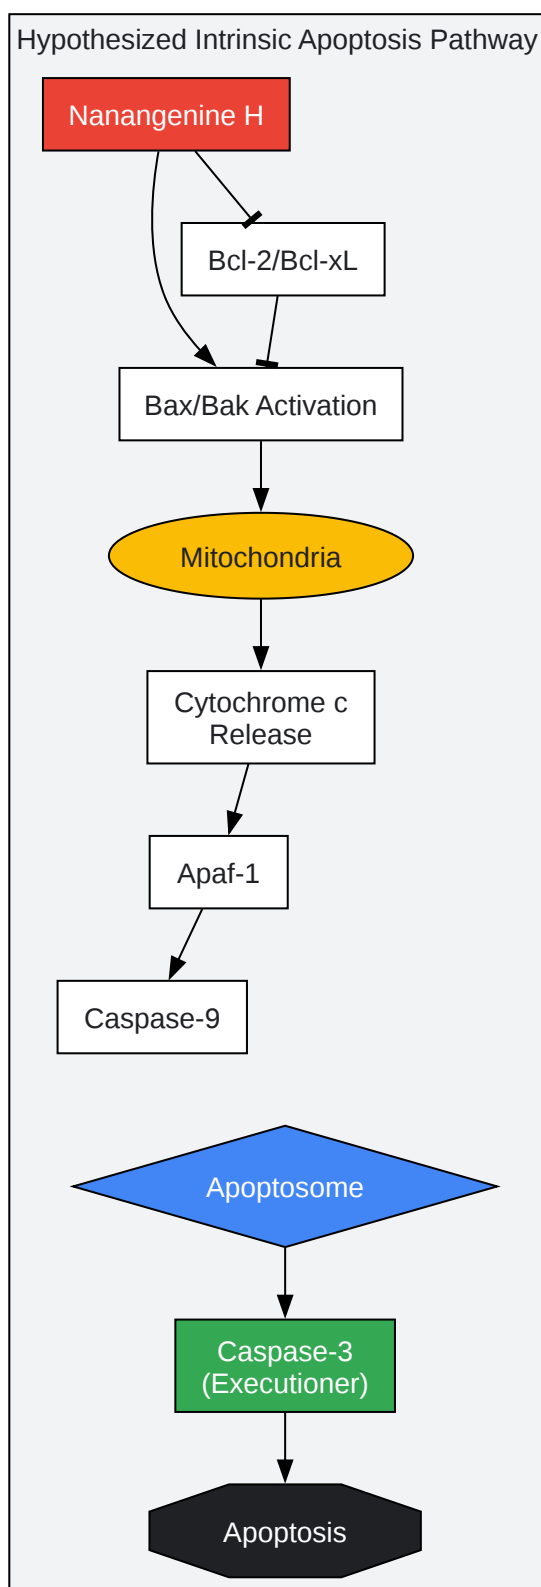 Hypothesized Intrinsic Apoptosis Pathway
Nanangenine H
Bcl-2/Bcl-xL
Bax/Bak Activation
Mitochondria
Cytochrome c
Release
Apaf-1
Caspase-9
Apoptosome
Caspase-3
(Executioner)
Apoptosis